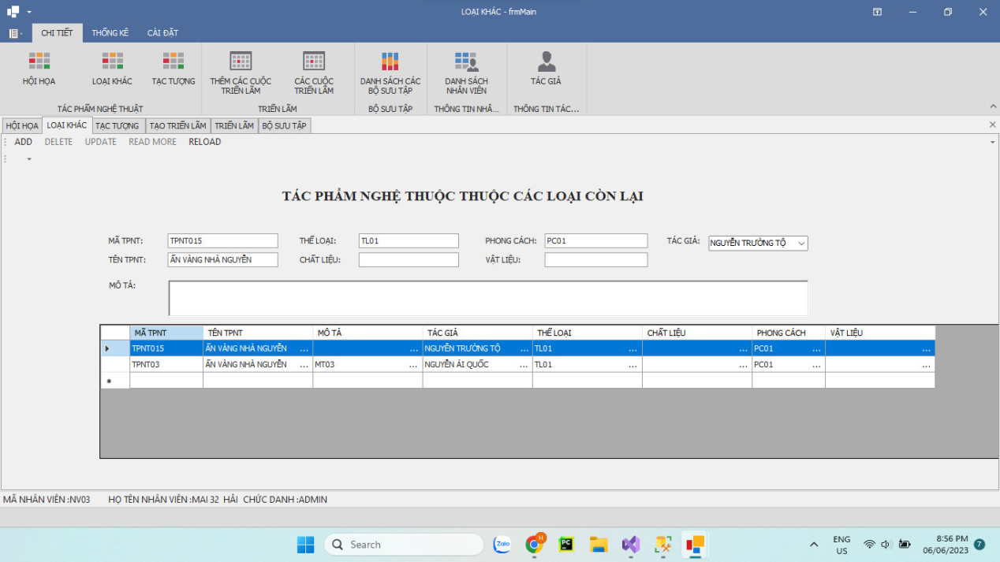 LOẠI KHÁC - frmMain
CHI TIẾT THỐNG KÊ CÀI ĐẶT
HỘI HỌA LOẠI KHÁC TẠC TƯỢNG THÊM CÁC CUỘC TRIỂN LÃM CÁC CUỘC TRIỂN LÃM DANH SÁCH CÁC BỘ SƯU TẬP DANH SÁCH NHÂN VIÊN TÁC GIẢ
TÁC PHẨM NGHỆ THUẬT TRIỂN LÃM BỘ SƯU TẬP THÔNG TIN NHÂ... THÔNG TIN TÁC...
HỘI HỌA LOẠI KHÁC TẠC TƯỢNG TẠO TRIỂN LÃM TRIỂN LÃM BỘ SƯU TẬP
ADD DELETE UPDATE READ MORE RELOAD
TÁC PHẨM NGHỆ THUỘC THUỘC CÁC LOẠI CÒN LẠI
MÃ TPNT: TPNT015 THỂ LOẠI: TL01 PHONG CÁCH: PC01 TÁC GIẢ: NGUYỄN TRƯỜNG TỘ
TÊN TPNT: ẤN VÀNG NHÀ NGUYỄN CHẤT LIỆU: VẬT LIỆU:
MÔ TẢ:
MÃ TPNT TÊN TPNT MÔ TẢ TÁC GIẢ THỂ LOẠI CHẤT LIỆU PHONG CÁCH VẬT LIỆU
TPNT015 ẤN VÀNG NHÀ NGUYỄN ... ... NGUYỄN TRƯỜNG TỘ ... TL01 ... ... PC01 ... ...
TPNT03 ẤN VÀNG NHÀ NGUYỄN ... MT03 ... NGUYỄN ÁI QUỐC ... TL01 ... ... PC01 ... ...
MÃ NHÂN VIÊN :NV03 HỌ TÊN NHÂN VIÊN :MAI 32 HẢI CHỨC DANH :ADMIN
Search Zalo H PC ENG US 8:56 PM 06/06/2023 7